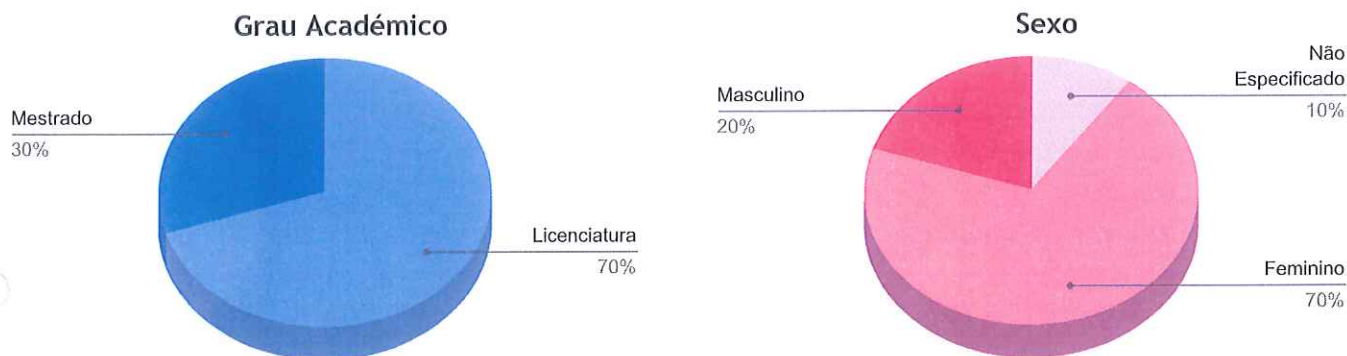 Grau Académico
Mestrado
30%
Licenciatura
70%
Sexo
Não
Especificado
10%
Masculino
20%
Feminino
70%